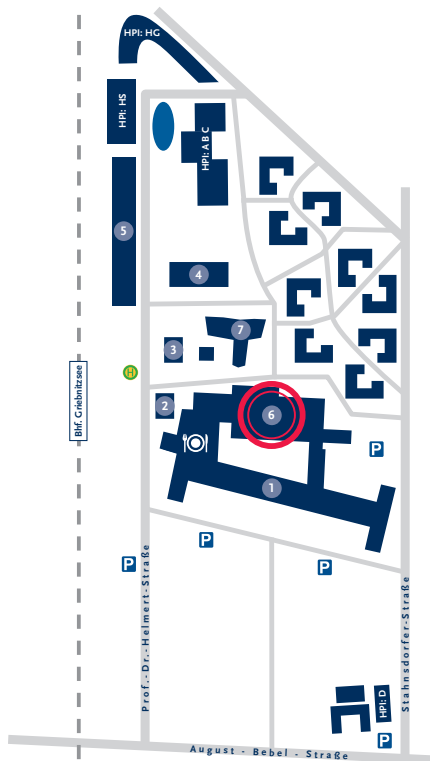 HPI: HG
HPI: HS
HPI: A B C
5
4
7
3
H
Bhf. Griebnitzsee
2
6
P
1
P
P
P
Prof.-Dr.-Helmert-Straße
Stahnsdorfer-Straße
HPI: D
P
August - Bebel - Straße